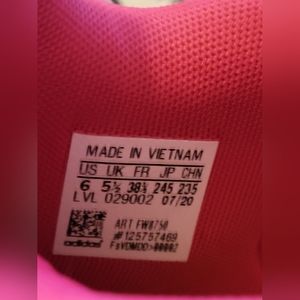 MADE IN VIETNAM
US UK FR JP CHN
6 5½ 38⅔ 245 235
LVL 029002 07/20
ART FW8750
#125757469
adidas